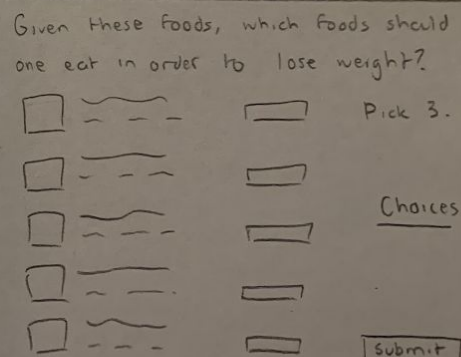 Given these foods, which foods should
one eat in order to lose weight?
Pick 3.
Choices
Submit